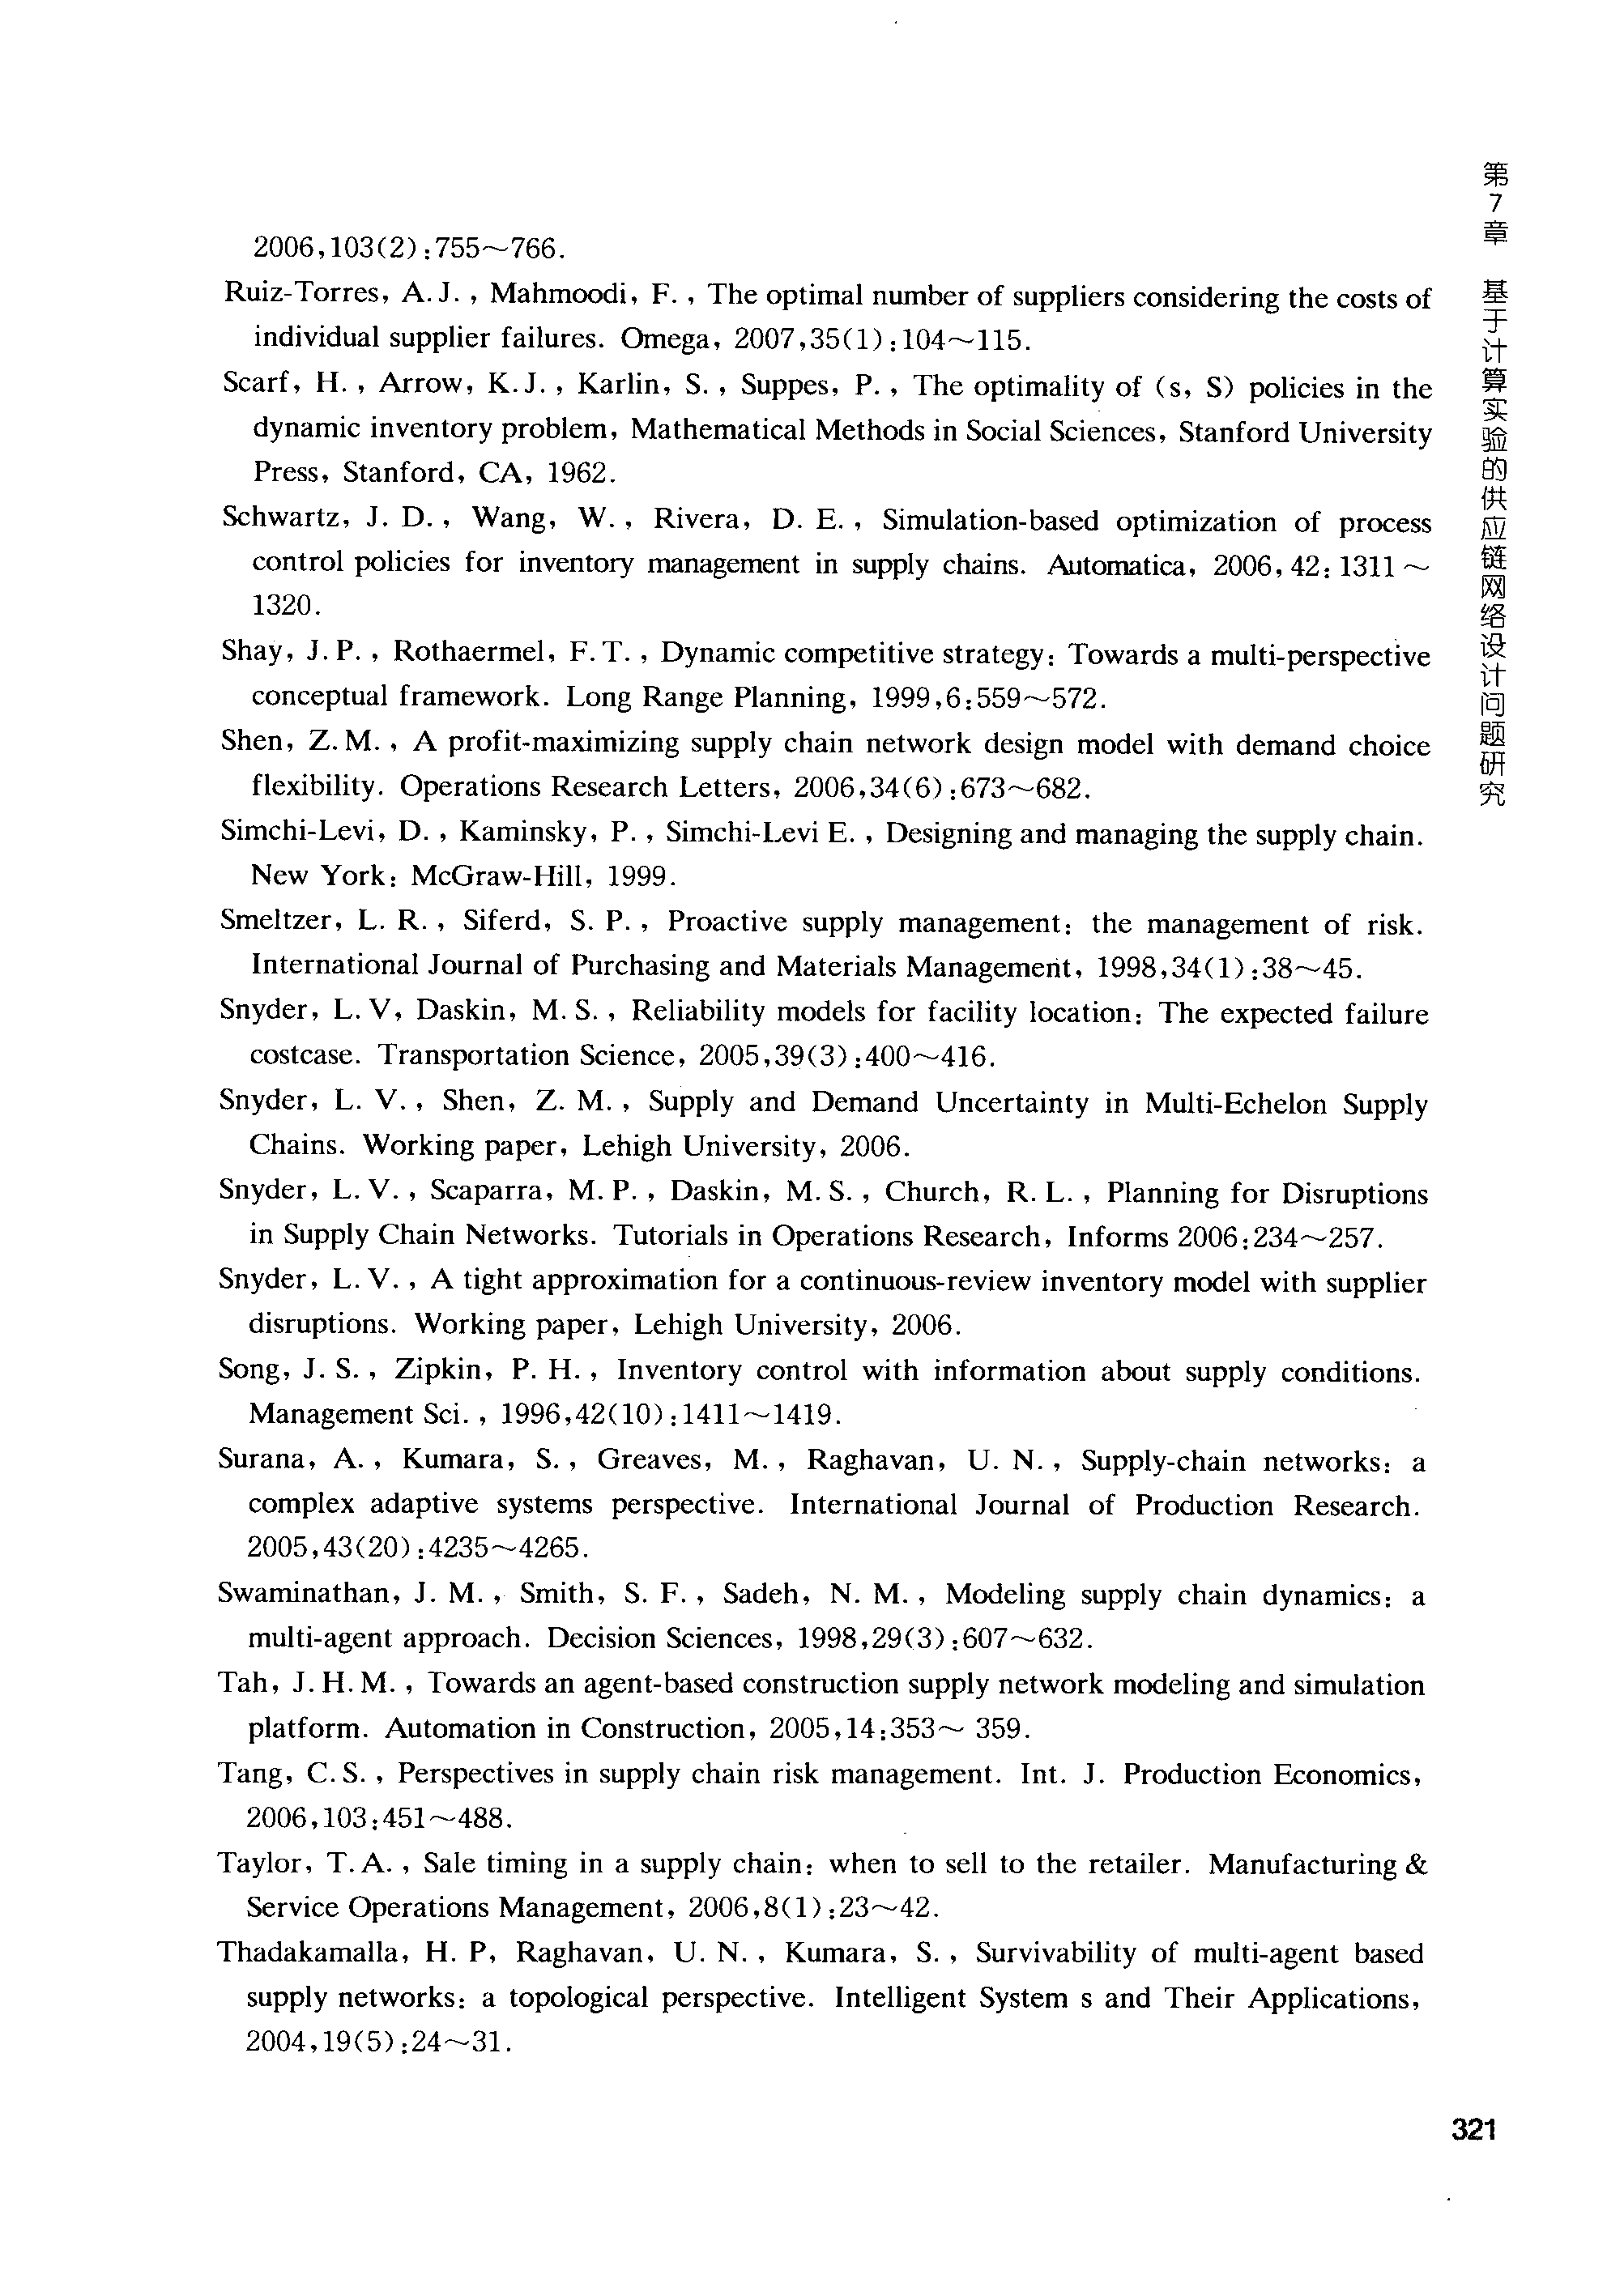 2006,103(2):755～766.
Ruiz-Torres, A.J., Mahmoodi, F., The optimal number of suppliers considering the costs of
individual supplier failures. Omega, 2007,35(1):104～115.
Scarf, H., Arrow, K.J., Karlin, S., Suppes, P., The optimality of (s, S) policies in the
dynamic inventory problem, Mathematical Methods in Social Sciences, Stanford University
Press, Stanford, CA, 1962.
Schwartz, J. D., Wang, W., Rivera, D. E., Simulation-based optimization of process
control policies for inventory management in supply chains. Automatica, 2006,42:1311～
1320.
Shay, J.P., Rothaermel, F.T., Dynamic competitive strategy: Towards a multi-perspective
conceptual framework. Long Range Planning, 1999,6:559～572.
Shen, Z.M., A profit-maximizing supply chain network design model with demand choice
flexibility. Operations Research Letters, 2006,34(6):673～682.
Simchi-Levi, D., Kaminsky, P., Simchi-Levi E., Designing and managing the supply chain.
New York: McGraw-Hill, 1999.
Smeltzer, L. R., Siferd, S. P., Proactive supply management: the management of risk.
International Journal of Purchasing and Materials Management, 1998,34(1):38～45.
Snyder, L.V, Daskin, M.S., Reliability models for facility location: The expected failure
costcase. Transportation Science, 2005,39(3):400～416.
Snyder, L. V., Shen, Z. M., Supply and Demand Uncertainty in Multi-Echelon Supply
Chains. Working paper, Lehigh University, 2006.
Snyder, L.V., Scaparra, M.P., Daskin, M.S., Church, R.L., Planning for Disruptions
in Supply Chain Networks. Tutorials in Operations Research, Informs 2006:234～257.
Snyder, L.V., A tight approximation for a continuous-review inventory model with supplier
disruptions. Working paper, Lehigh University, 2006.
Song, J. S., Zipkin, P. H., Inventory control with information about supply conditions.
Management Sci., 1996,42(10):1411～1419.
Surana, A., Kumara, S., Greaves, M., Raghavan, U. N., Supply-chain networks: a
complex adaptive systems perspective. International Journal of Production Research.
2005,43(20):4235～4265.
Swaminathan, J. M., Smith, S. F., Sadeh, N. M., Modeling supply chain dynamics: a
multi-agent approach. Decision Sciences, 1998,29(3):607～632.
Tah, J.H.M., Towards an agent-based construction supply network modeling and simulation
platform. Automation in Construction, 2005,14:353～ 359.
Tang, C.S., Perspectives in supply chain risk management. Int. J. Production Economics,
2006,103:451～488.
Taylor, T.A., Sale timing in a supply chain: when to sell to the retailer. Manufacturing &
Service Operations Management, 2006,8(1):23～42.
Thadakamalla, H. P, Raghavan, U. N., Kumara, S., Survivability of multi-agent based
supply networks: a topological perspective. Intelligent System s and Their Applications,
2004,19(5):24～31.
第7章 基于计算实验的供应链网络设计问题研究
321